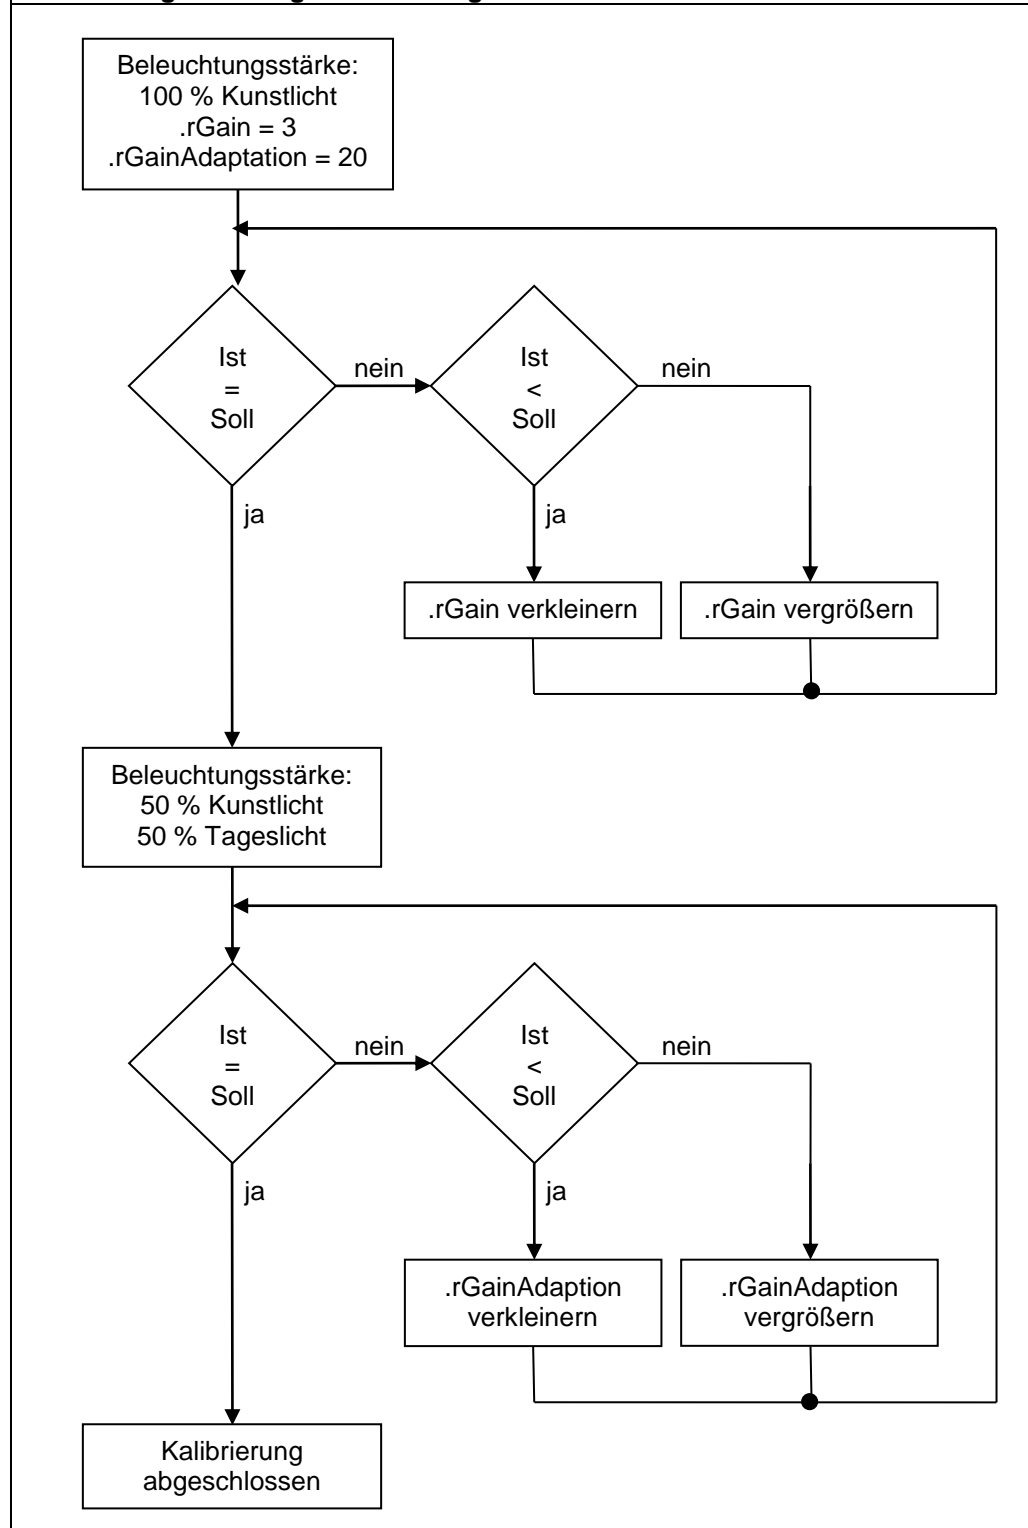 Beleuchtungsstärke:
100 % Kunstlicht
.rGain = 3
.rGainAdaptation = 20
Ist
=
Soll
nein
Ist
<
Soll
nein
ja
ja
.rGain verkleinern
.rGain vergrößern
Beleuchtungsstärke:
50 % Kunstlicht
50 % Tageslicht
Ist
=
Soll
nein
Ist
<
Soll
nein
ja
ja
.rGainAdaption
verkleinern
.rGainAdaption
vergrößern
Kalibrierung
abgeschlossen